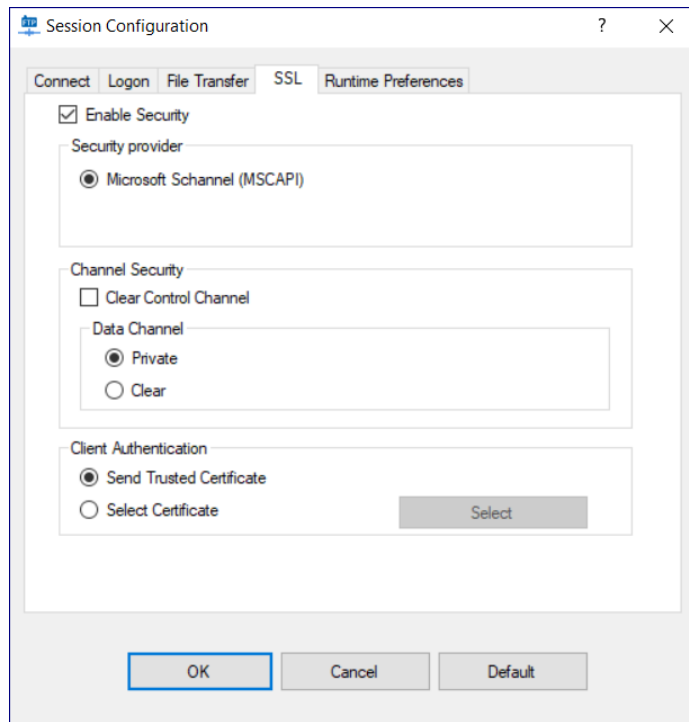 FTP
Session Configuration ?
Connect Logon File Transfer SSL Runtime Preferences
Enable Security
Security provider
Microsoft Schannel (MSCAPI)
Channel Security
Clear Control Channel
Data Channel
Private
Clear
Client Authentication
Send Trusted Certificate
Select Certificate Select
OK Cancel Default